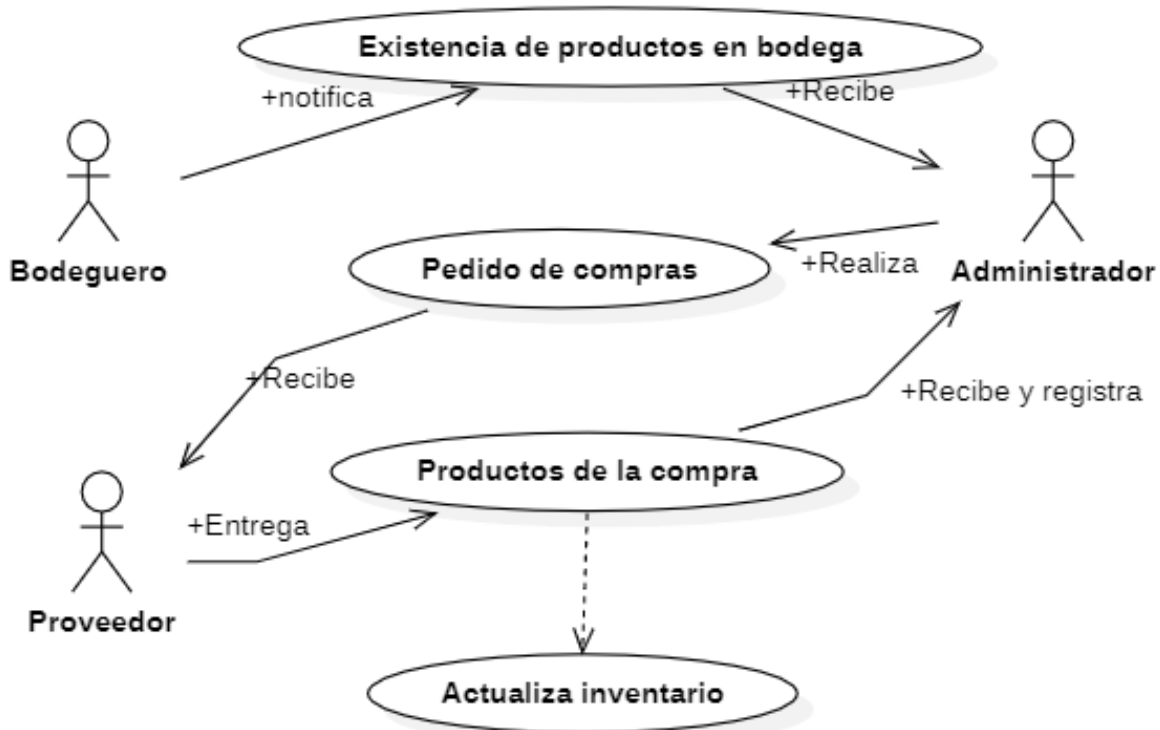 Existencia de productos en bodega
+notifica
+Recibe
Bodeguero
Pedido de compras
+Realiza
Administrador
+Recibe
+Recibe y registra
Productos de la compra
+Entrega
Proveedor
Actualiza inventario